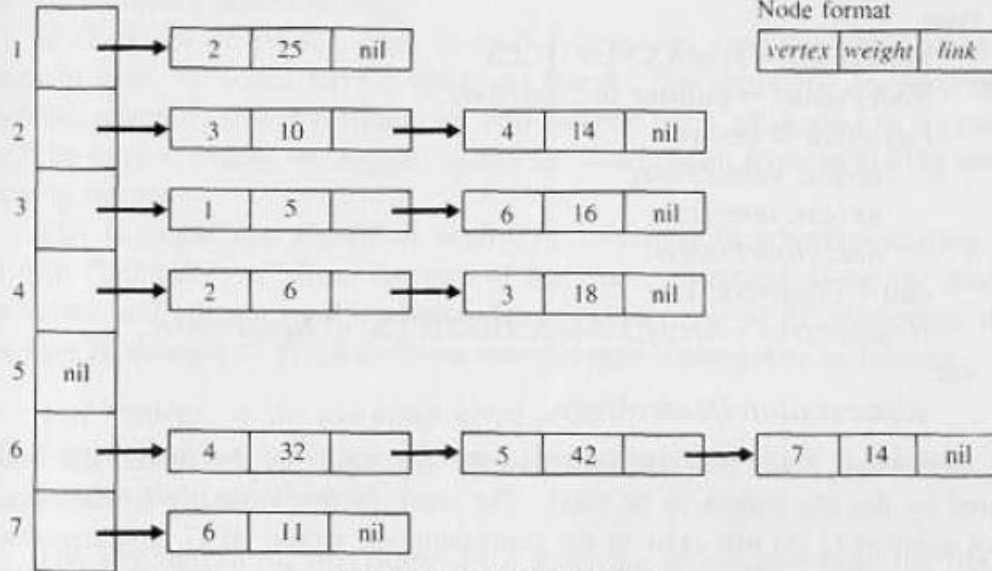 Node format
vertex weight link
1 2 25 nil
2 3 10 4 14 nil
3 1 5 6 16 nil
4 2 6 3 18 nil
5 nil
6 4 32 5 42 7 14 nil
7 6 11 nil